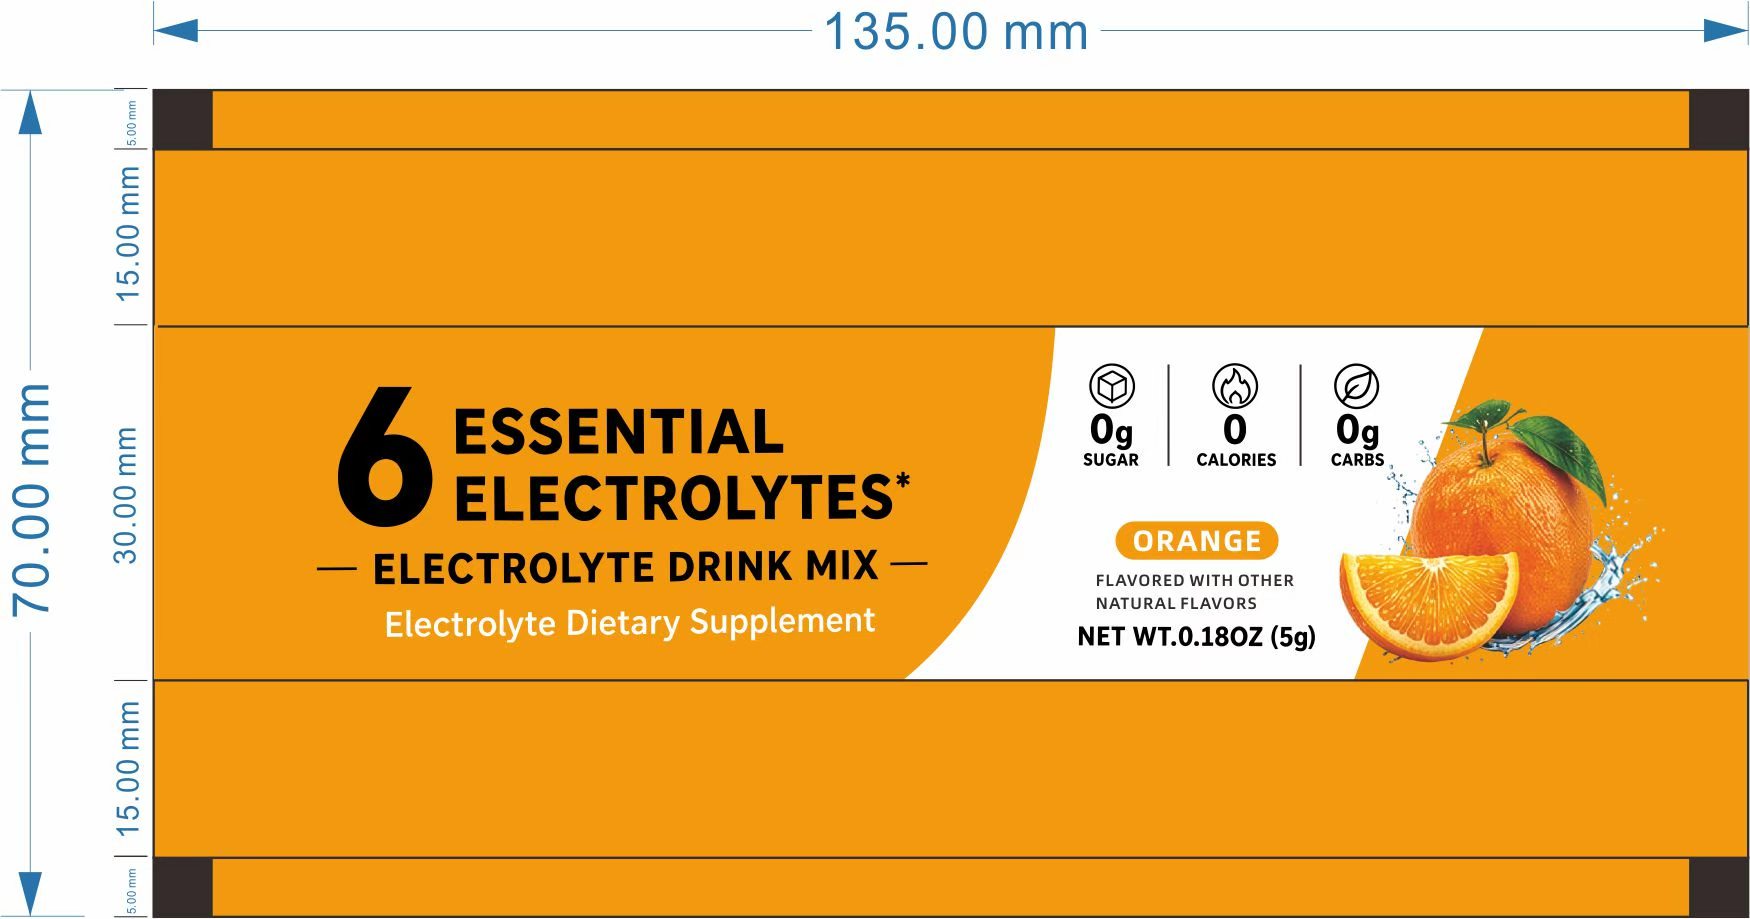 135.00 mm
5.00 mm
15.00 mm
70.00 mm
30.00 mm
15.00 mm
5.00 mm
6 ESSENTIAL
ELECTROLYTES*
— ELECTROLYTE DRINK MIX —
Electrolyte Dietary Supplement
0g SUGAR
0 CALORIES
0g CARBS
ORANGE
FLAVORED WITH OTHER
NATURAL FLAVORS
NET WT.0.18OZ (5g)